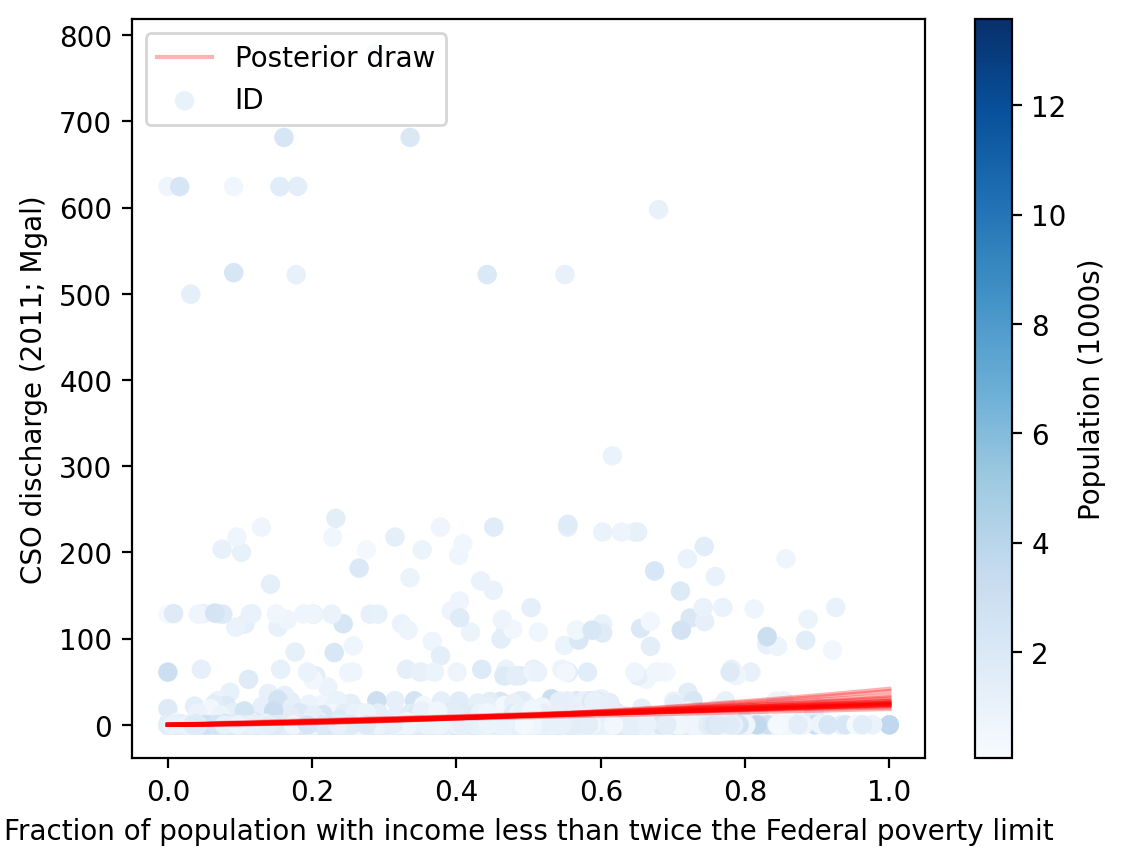 800
700
600
500
400
300
200
100
0
CSO discharge (2011; Mgal)
Posterior draw
ID
0.0 0.2 0.4 0.6 0.8 1.0
Fraction of population with income less than twice the Federal poverty limit
12
10
8
6
4
2
Population (1000s)